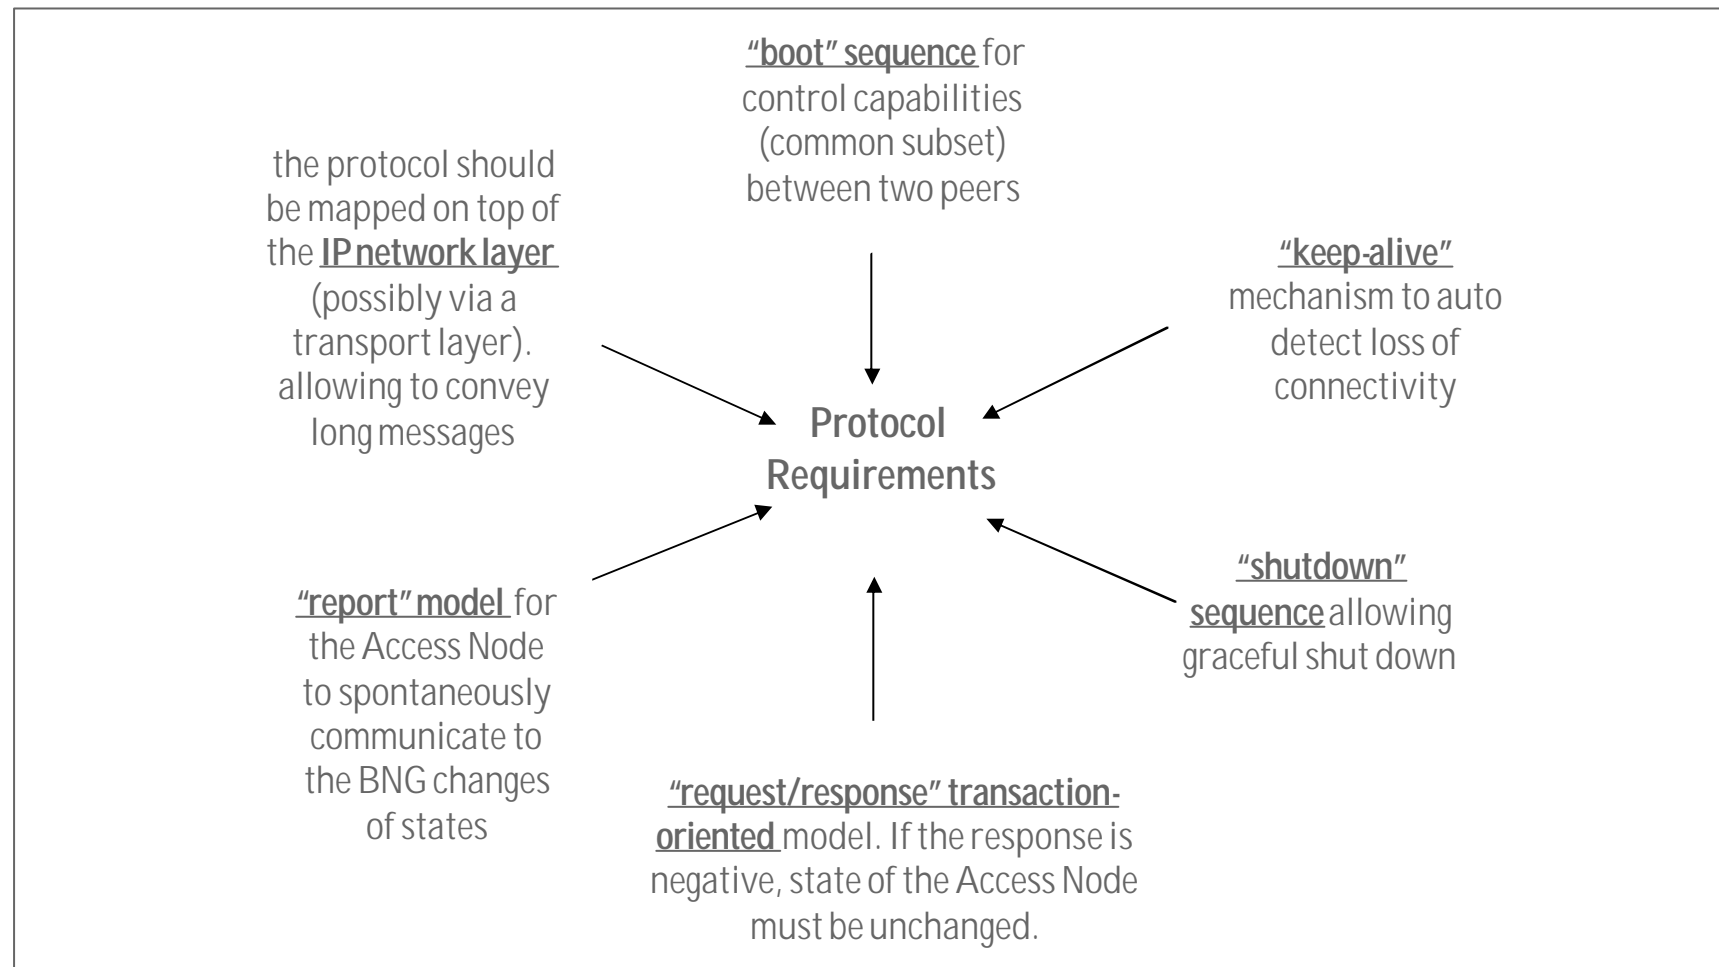 “boot” sequence for
control capabilities
(common subset)
between two peers
the protocol should
be mapped on top of
the IP network layer
(possibly via a
transport layer).
allowing to convey
long messages
“keep-alive”
mechanism to auto
detect loss of
connectivity
Protocol
Requirements
“shutdown”
sequence allowing
graceful shut down
“report” model for
the Access Node
to spontaneously
communicate to
the BNG changes
of states
“request/response” transaction-
oriented model. If the response is
negative, state of the Access Node
must be unchanged.